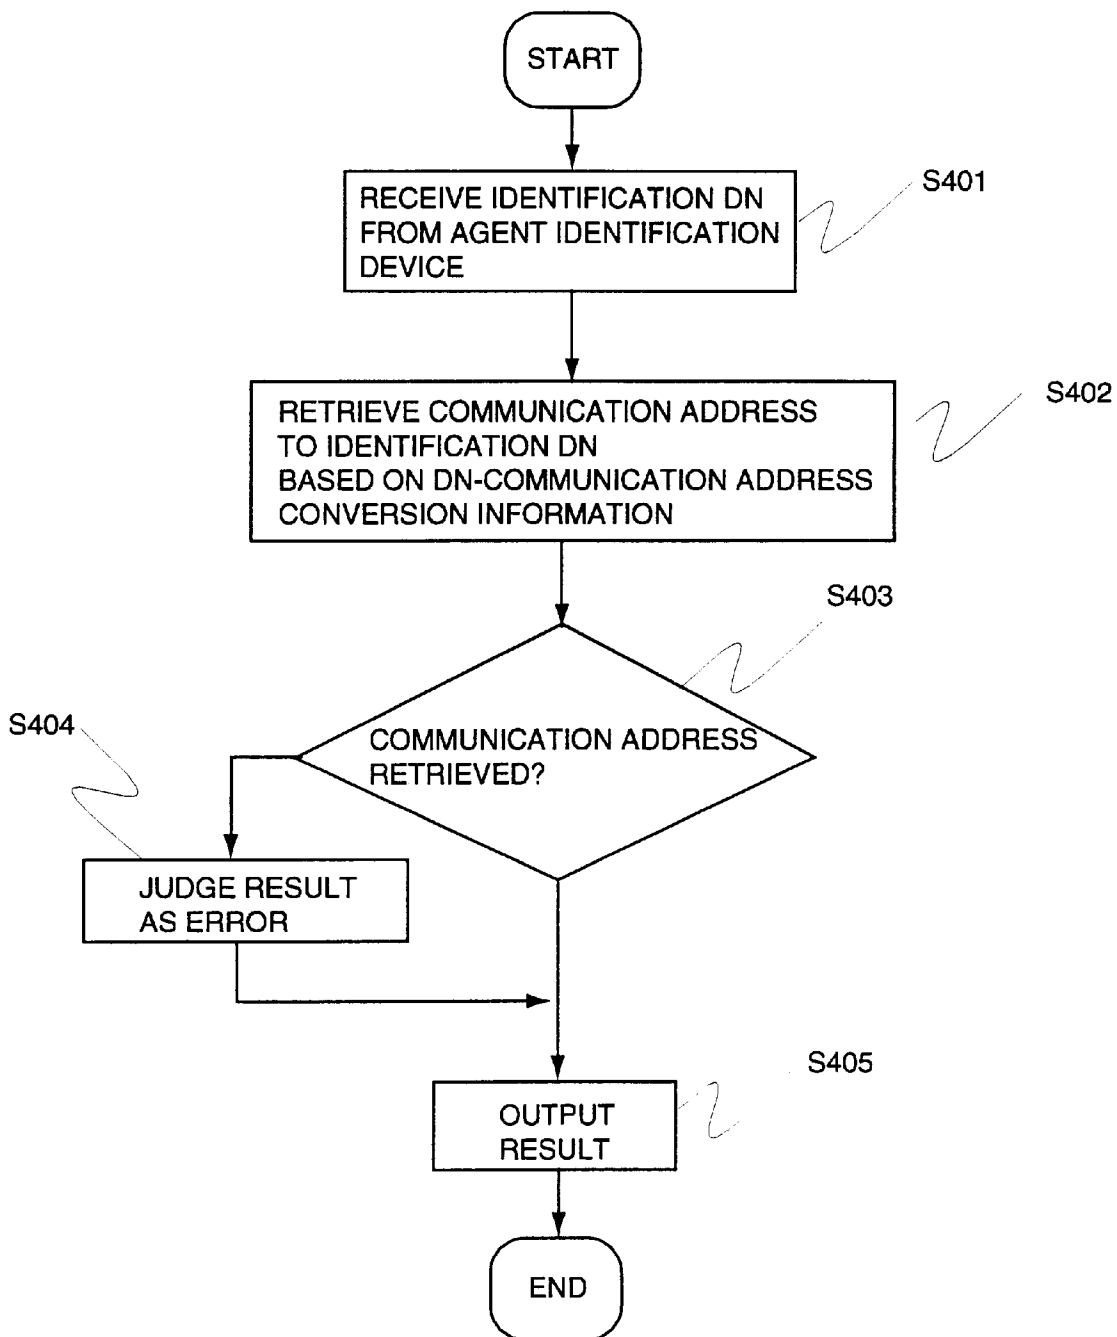 START
RECEIVE IDENTIFICATION DN
FROM AGENT IDENTIFICATION
DEVICE
S401
RETRIEVE COMMUNICATION ADDRESS
TO IDENTIFICATION DN
BASED ON DN-COMMUNICATION ADDRESS
CONVERSION INFORMATION
S402
S403
COMMUNICATION ADDRESS
RETRIEVED?
S404
JUDGE RESULT
AS ERROR
S405
OUTPUT
RESULT
END